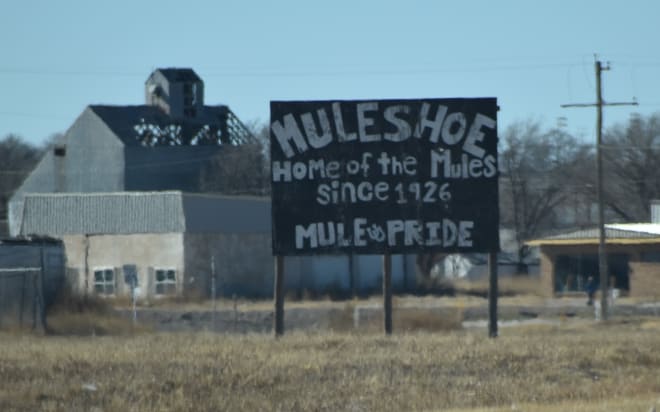 MULESHOE
HOME of the MULES
SINCE 1926
MULE PRIDE